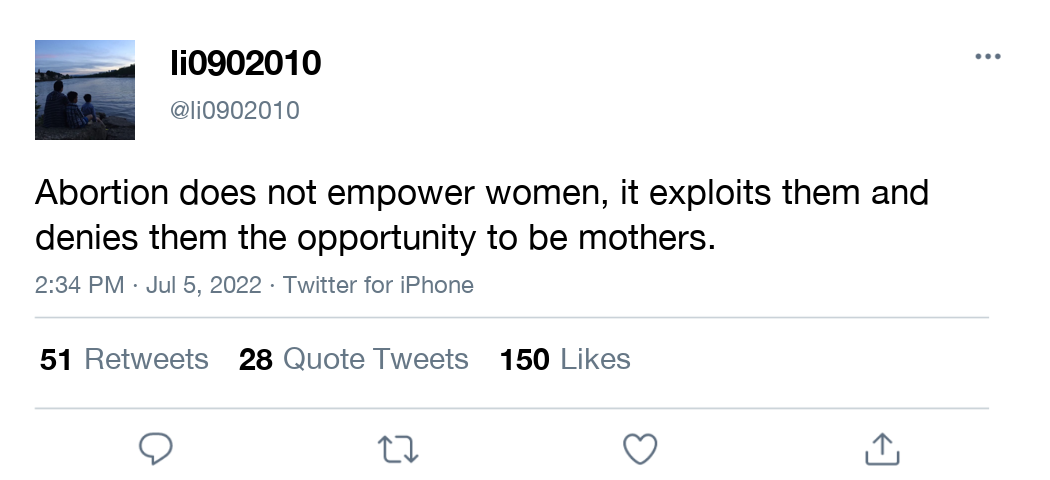 li0902010
@li0902010
Abortion does not empower women, it exploits them and
denies them the opportunity to be mothers.
2:34 PM · Jul 5, 2022 · Twitter for iPhone
51 Retweets 28 Quote Tweets 150 Likes